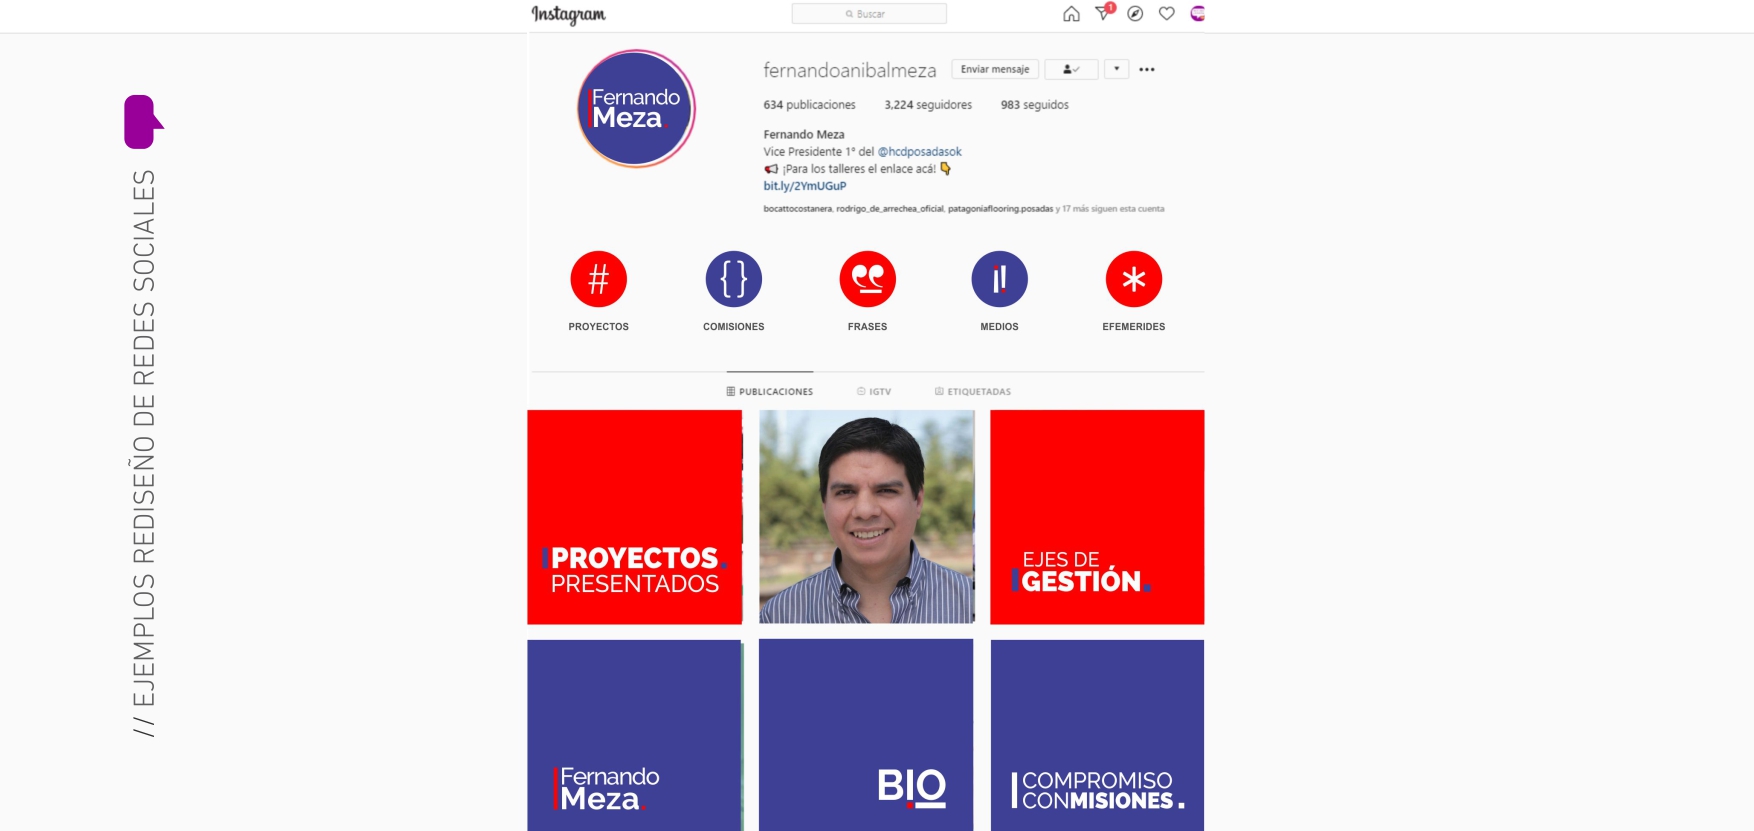 Instagram
Buscar
1
// EJEMPLOS REDISEÑO DE REDES SOCIALES
Fernando
Meza.
fernandoanibalmeza
Enviar mensaje
634 publicaciones 3,224 seguidores 983 seguidos
Fernando Meza
Vice Presidente 1° del @hcdposadasok
¡Para los talleres el enlace acá!
bit.ly/2YmUGuP
bocattocostanera, rodrigo_de_arrechea_oficial, patagoniaflooring.posadas y 17 más siguen esta cuenta
PROYECTOS COMISIONES FRASES MEDIOS EFEMERIDES
PUBLICACIONES IGTV ETIQUETADAS
PROYECTOS.
PRESENTADOS
EJES DE
GESTIÓN.
Fernando
Meza.
BIO
COMPROMISO
CONMISIONES.